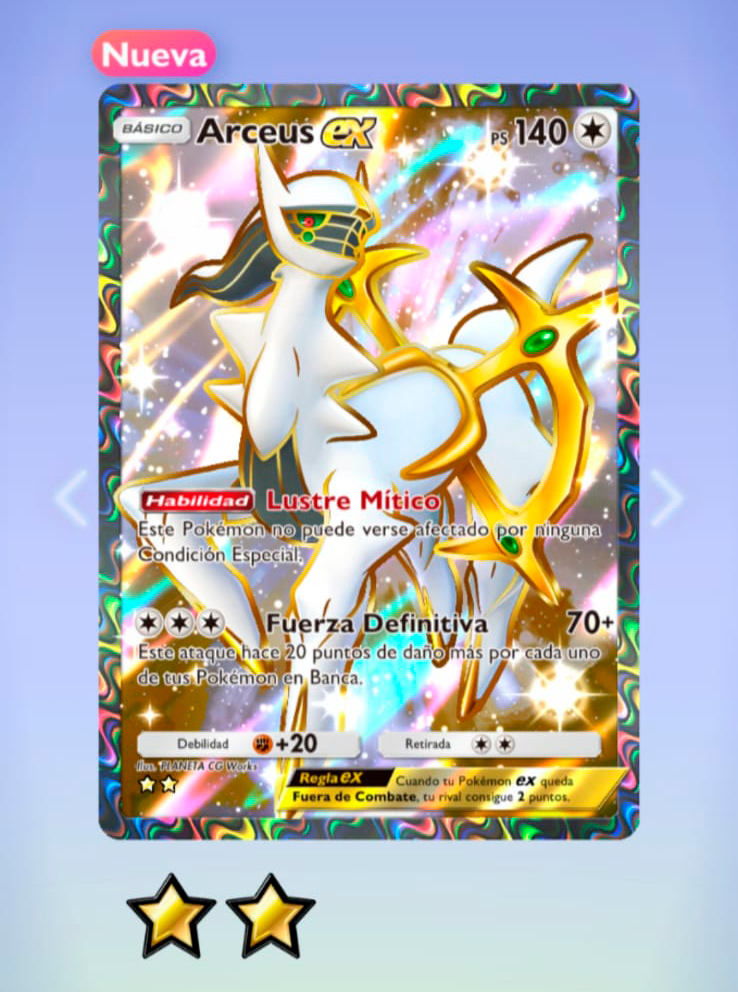 Nueva
BÁSICO Arceus ex PS 140
Habilidad Lustre Mítico
Este Pokémon no puede verse afectado por ninguna
Condición Especial.
Fuerza Definitiva 70+
Este ataque hace 20 puntos de daño más por cada uno
de tus Pokémon en Banca.
Debilidad +20 Retirada
Ilus. PLANETA CG Works
Regla ex Cuando tu Pokémon ex queda
Fuera de Combate, tu rival consigue 2 puntos.